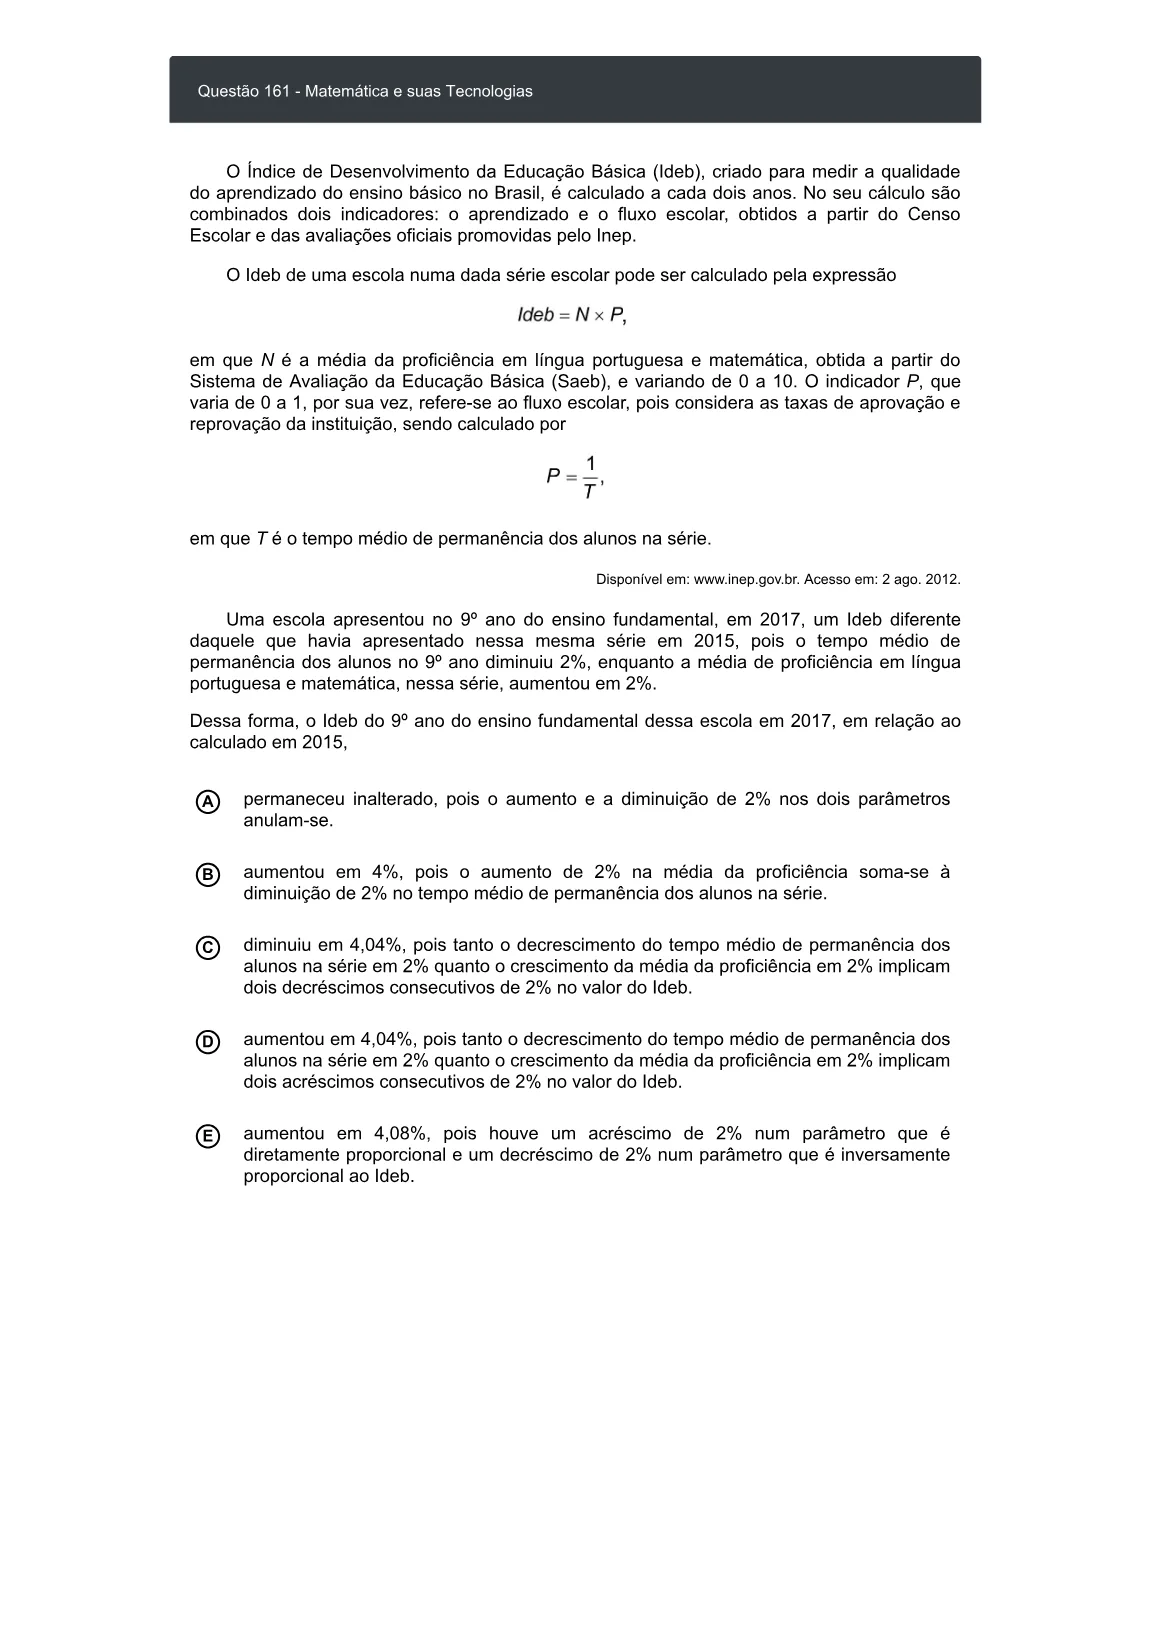 Questão 161 - Matemática e suas Tecnologias
O Índice de Desenvolvimento da Educação Básica (Ideb), criado para medir a qualidade
do aprendizado do ensino básico no Brasil, é calculado a cada dois anos. No seu cálculo são
combinados dois indicadores: o aprendizado e o fluxo escolar, obtidos a partir do Censo
Escolar e das avaliações oficiais promovidas pelo Inep.
O Ideb de uma escola numa dada série escolar pode ser calculado pela expressão
Ideb = N × P,
em que N é a média da proficiência em língua portuguesa e matemática, obtida a partir do
Sistema de Avaliação da Educação Básica (Saeb), e variando de 0 a 10. O indicador P, que
varia de 0 a 1, por sua vez, refere-se ao fluxo escolar, pois considera as taxas de aprovação e
reprovação da instituição, sendo calculado por
P = 1/T,
em que T é o tempo médio de permanência dos alunos na série.
Disponível em: www.inep.gov.br. Acesso em: 2 ago. 2012.
Uma escola apresentou no 9º ano do ensino fundamental, em 2017, um Ideb diferente
daquele que havia apresentado nessa mesma série em 2015, pois o tempo médio de
permanência dos alunos no 9º ano diminuiu 2%, enquanto a média de proficiência em língua
portuguesa e matemática, nessa série, aumentou em 2%.
Dessa forma, o Ideb do 9º ano do ensino fundamental dessa escola em 2017, em relação ao
calculado em 2015,
A permaneceu inalterado, pois o aumento e a diminuição de 2% nos dois parâmetros
anulam-se.
B aumentou em 4%, pois o aumento de 2% na média da proficiência soma-se à
diminuição de 2% no tempo médio de permanência dos alunos na série.
C diminuiu em 4,04%, pois tanto o decrescimento do tempo médio de permanência dos
alunos na série em 2% quanto o crescimento da média da proficiência em 2% implicam
dois decréscimos consecutivos de 2% no valor do Ideb.
D aumentou em 4,04%, pois tanto o decrescimento do tempo médio de permanência dos
alunos na série em 2% quanto o crescimento da média da proficiência em 2% implicam
dois acréscimos consecutivos de 2% no valor do Ideb.
E aumentou em 4,08%, pois houve um acréscimo de 2% num parâmetro que é
diretamente proporcional e um decréscimo de 2% num parâmetro que é inversamente
proporcional ao Ideb.